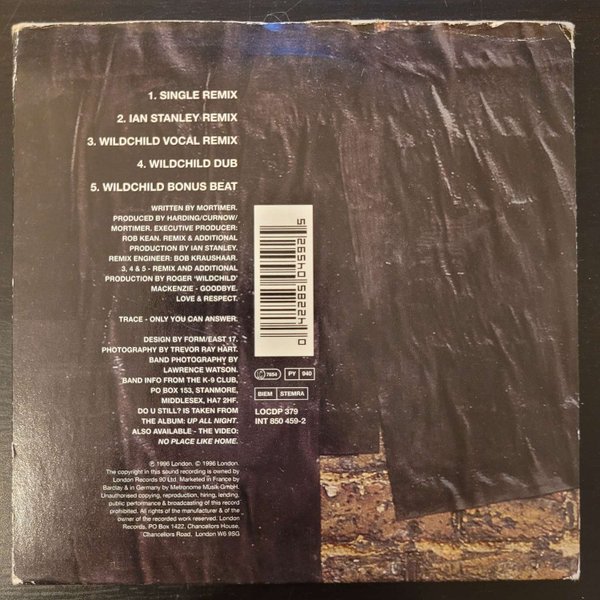 1. SINGLE REMIX
2. IAN STANLEY REMIX
3. WILDCHILD VOCAL REMIX
4. WILDCHILD DUB
5. WILDCHILD BONUS BEAT
WRITTEN BY MORTIMER.
PRODUCED BY HARDING/CURNOW/
MORTIMER. EXECUTIVE PRODUCER:
ROB KEAN. REMIX & ADDITIONAL
PRODUCTION BY IAN STANLEY.
REMIX ENGINEER: BOB KRAUSHAAR.
3, 4 & 5 - REMIX AND ADDITIONAL
PRODUCTION BY ROGER 'WILDCHILD'
MACKENZIE - GOODBYE.
LOVE & RESPECT.
TRACE - ONLY YOU CAN ANSWER.
DESIGN BY FORM/EAST 17.
PHOTOGRAPHY BY TREVOR RAY HART.
BAND PHOTOGRAPHY BY
LAWRENCE WATSON.
BAND INFO FROM THE K-9 CLUB,
PO BOX 153, STANMORE,
MIDDLESEX, HA7 2HF.
DO U STILL? IS TAKEN FROM
THE ALBUM: UP ALL NIGHT.
ALSO AVAILABLE - THE VIDEO:
NO PLACE LIKE HOME.
℗ 1996 London. © 1996 London.
The copyright in this sound recording is owned by
London Records 90 Ltd. Marketed in France by
Barclay & in Germany by Metronome Musik GmbH.
Unauthorised copying, reproduction, hiring, lending,
public performance & broadcasting of this record
prohibited. All rights of the manufacturer & of the
owner of the recorded work reserved. London
Records, PO Box 1422, Chancellors House,
Chancellors Road, London W6 9SG
0 42285 04592 5
7654
PY 940
BIEM STEMRA
LOCDP 379
INT 850 459-2